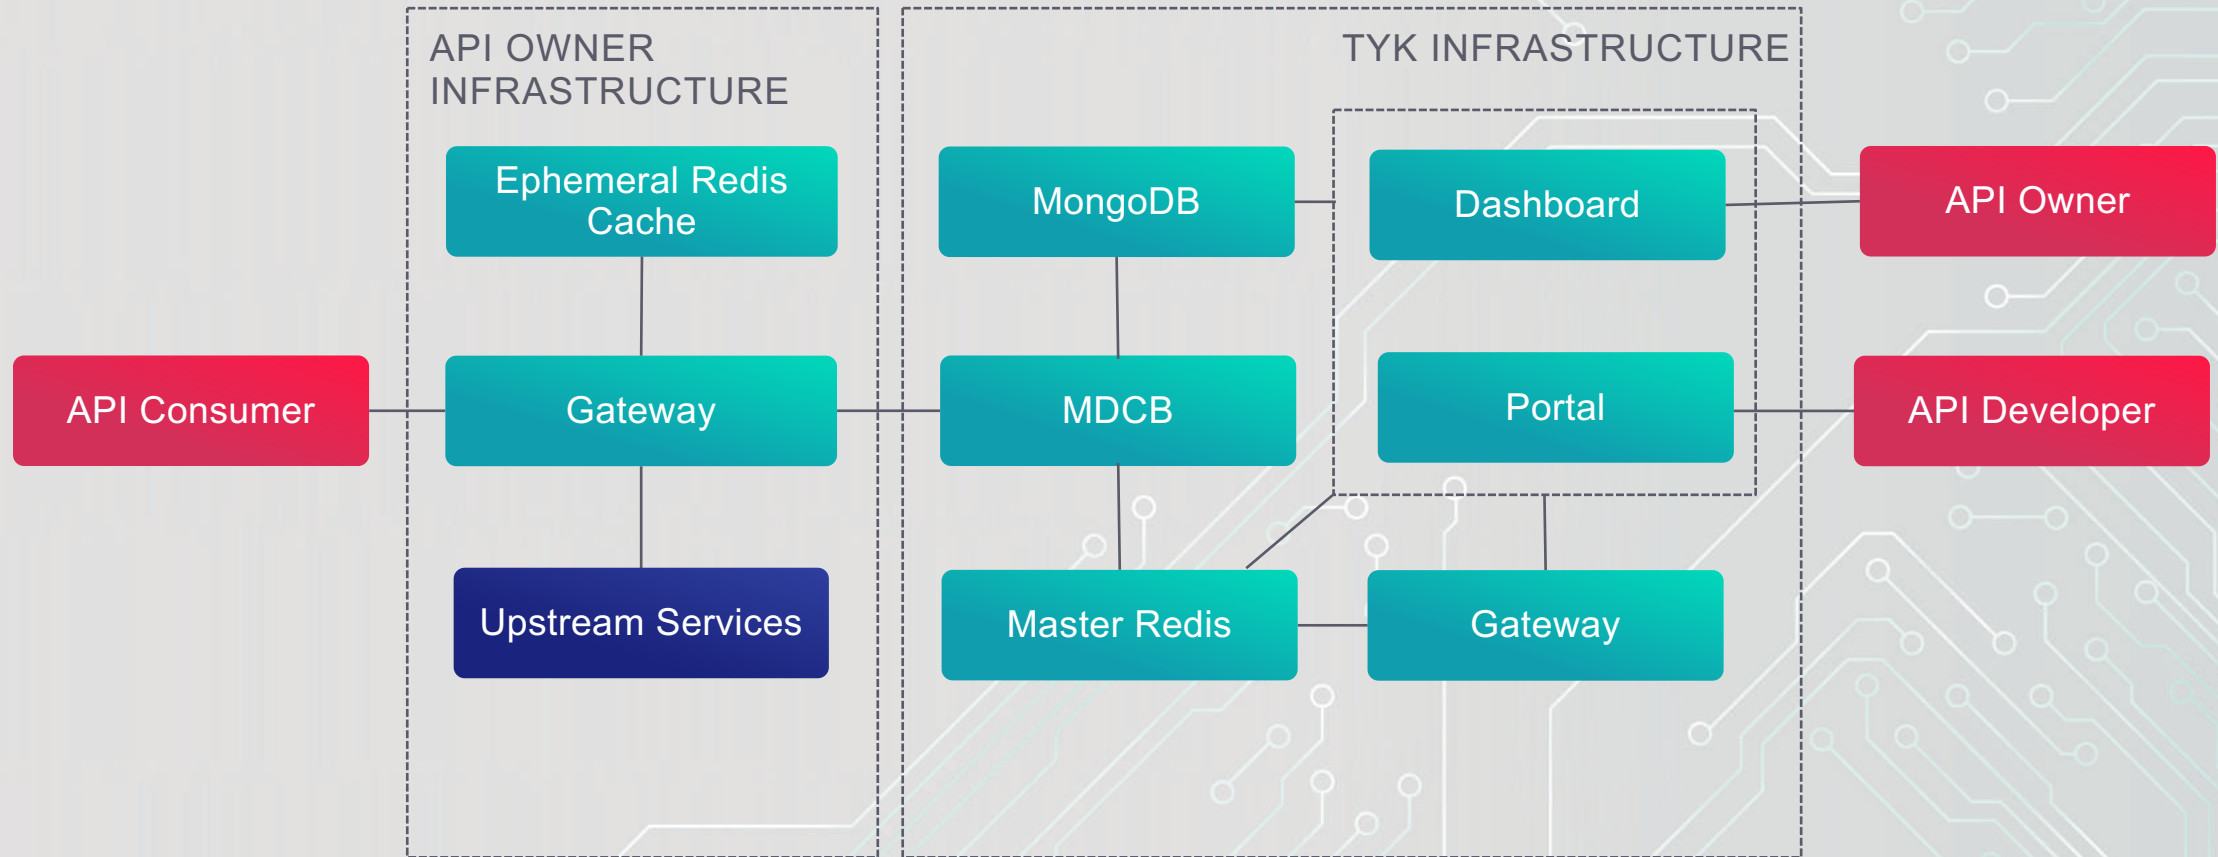 API OWNER
INFRASTRUCTURE
TYK INFRASTRUCTURE
Ephemeral Redis
Cache
MongoDB
Dashboard
API Owner
API Consumer
Gateway
MDCB
Portal
API Developer
Upstream Services
Master Redis
Gateway